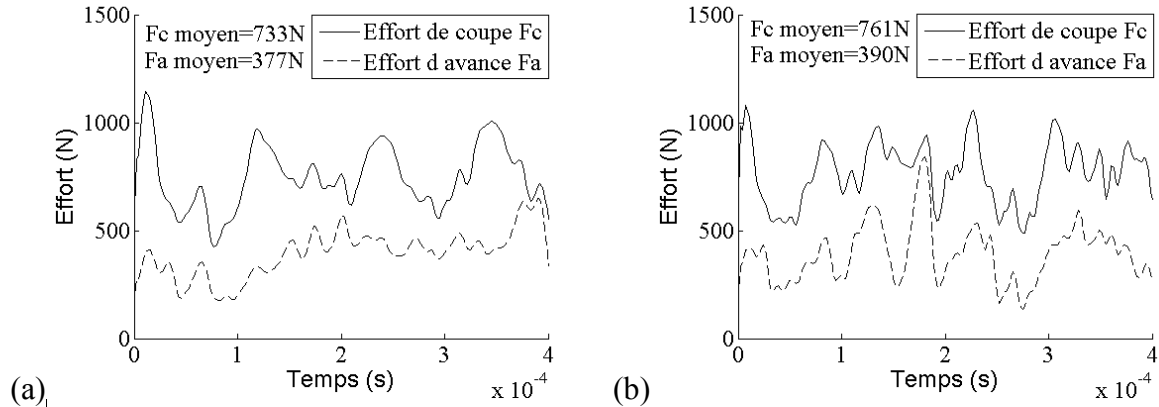 1500
Fc moyen=733N
Fa moyen=377N
Effort de coupe Fc
Effort d avance Fa
1000
500
0
Effort (N)
0 1 2 3 4
Temps (s)
x 10⁻⁴
(a)
1500
Fc moyen=761N
Fa moyen=390N
Effort de coupe Fc
Effort d avance Fa
1000
500
0
Effort (N)
0 1 2 3 4
Temps (s)
x 10⁻⁴
(b)